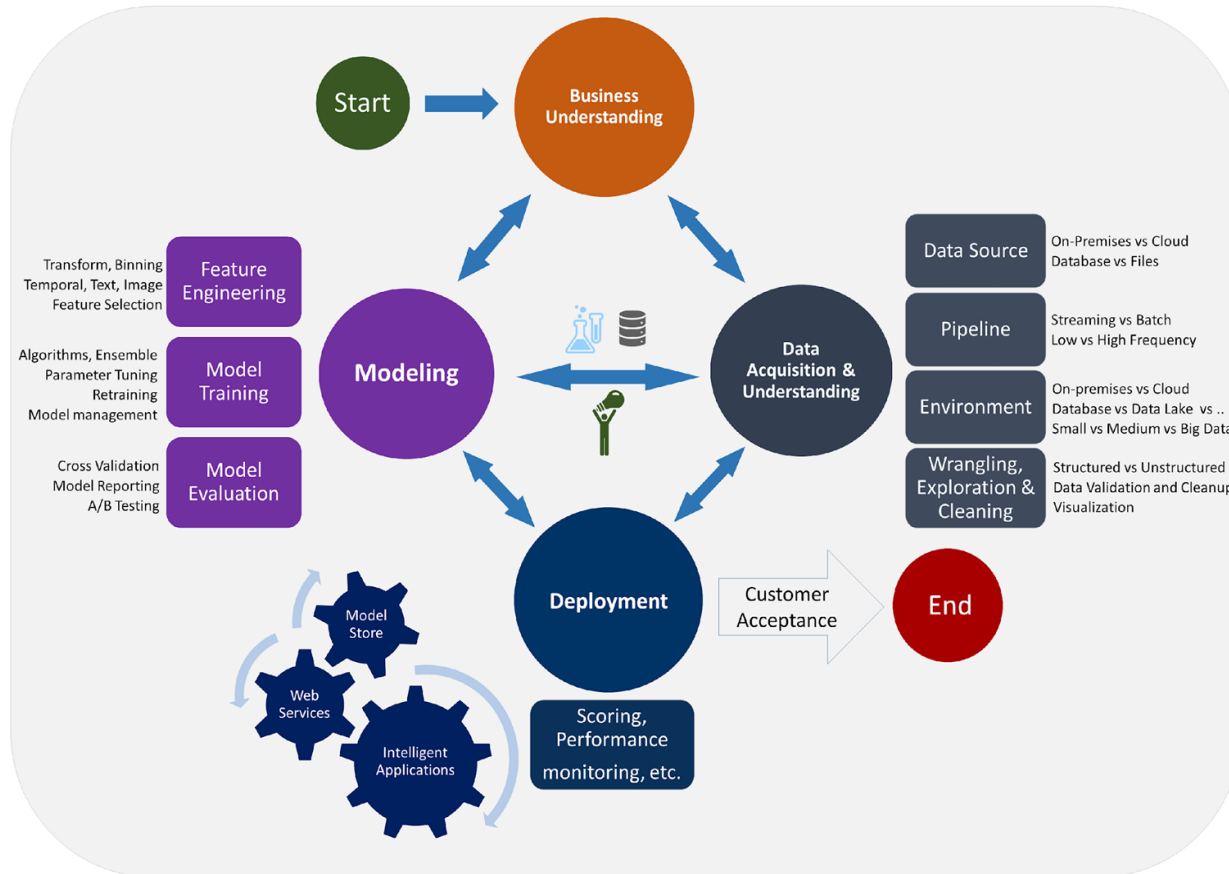 Start
Business
Understanding
Transform, Binning
Temporal, Text, Image
Feature Selection
Feature
Engineering
Algorithms, Ensemble
Parameter Tuning
Retraining
Model management
Model
Training
Cross Validation
Model Reporting
A/B Testing
Model
Evaluation
Modeling
Data
Acquisition &
Understanding
Data Source
On-Premises vs Cloud
Database vs Files
Pipeline
Streaming vs Batch
Low vs High Frequency
Environment
On-premises vs Cloud
Database vs Data Lake vs ..
Small vs Medium vs Big Data
Wrangling,
Exploration &
Cleaning
Structured vs Unstructured
Data Validation and Cleanup
Visualization
Deployment
Customer
Acceptance
End
Model
Store
Web
Services
Intelligent
Applications
Scoring,
Performance
monitoring, etc.